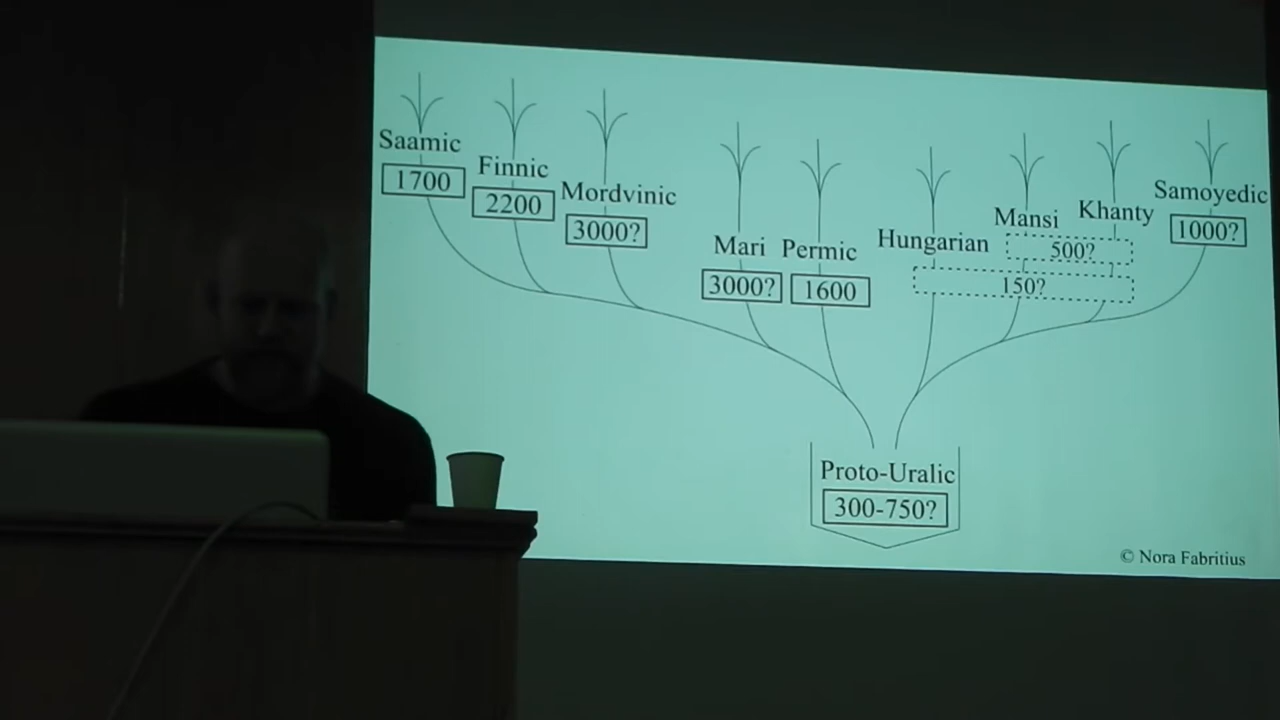 Saamic
1700
Finnic
2200
Mordvinic
3000?
Mari
3000?
Permic
1600
Hungarian
Mansi
Khanty
500?
150?
Samoyedic
1000?
Proto-Uralic
300-750?
© Nora Fabritius